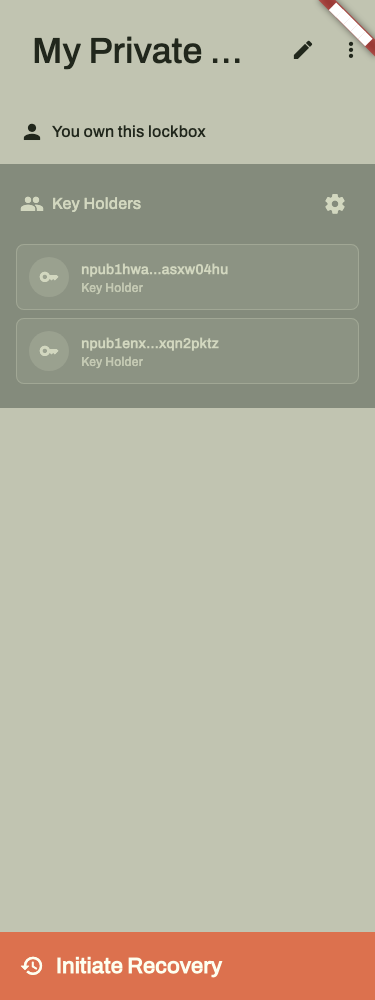 My Private ...
You own this lockbox
Key Holders
npub1hwa...asxw04hu
Key Holder
npub1enx...xqn2pktz
Key Holder
Initiate Recovery